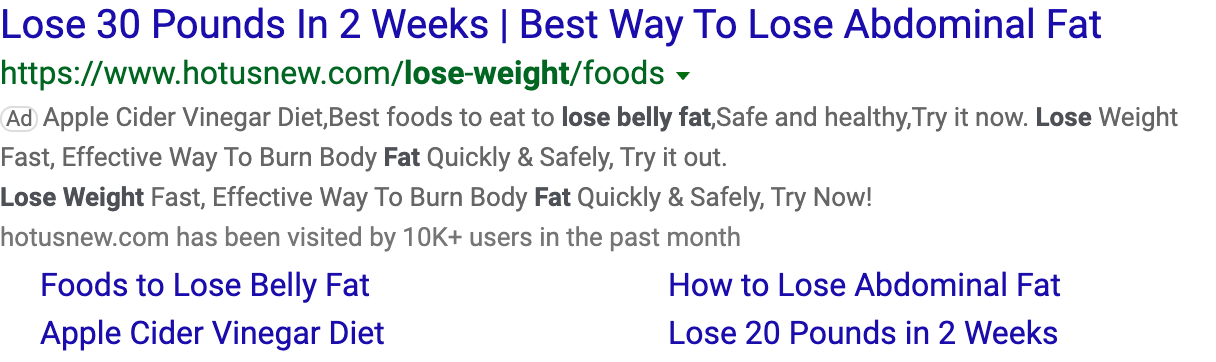 Lose 30 Pounds In 2 Weeks | Best Way To Lose Abdominal Fat
https://www.hotusnew.com/lose-weight/foods
Ad Apple Cider Vinegar Diet,Best foods to eat to lose belly fat,Safe and healthy,Try it now. Lose Weight
Fast, Effective Way To Burn Body Fat Quickly & Safely, Try it out.
Lose Weight Fast, Effective Way To Burn Body Fat Quickly & Safely, Try Now!
hotusnew.com has been visited by 10K+ users in the past month
Foods to Lose Belly Fat
How to Lose Abdominal Fat
Apple Cider Vinegar Diet
Lose 20 Pounds in 2 Weeks